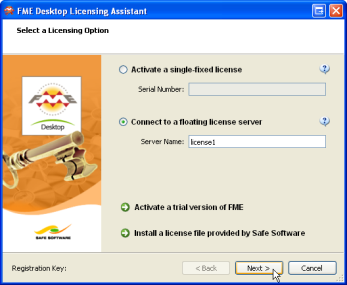 FME Desktop Licensing Assistant
Select a Licensing Option
Activate a single-fixed license
Serial Number:
Connect to a floating license server
Server Name: license1
Activate a trial version of FME
Install a license file provided by Safe Software
FME
Desktop
SAFE SOFTWARE
Registration Key:
< Back Next > Cancel